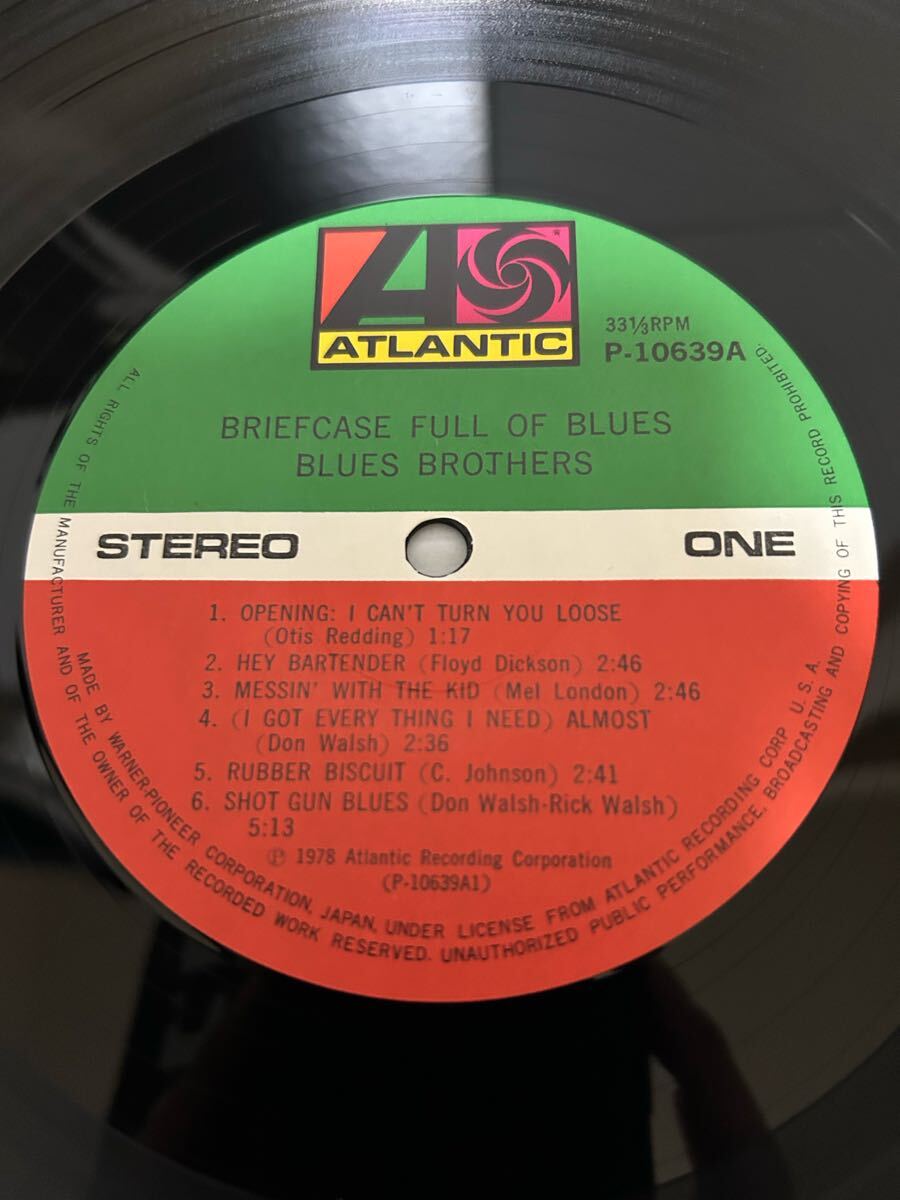 ATLANTIC
33⅓RPM
P-10639A
BRIEFCASE FULL OF BLUES
BLUES BROTHERS
STEREO
ONE
1. OPENING: I CAN'T TURN YOU LOOSE
(Otis Redding) 1:17
2. HEY BARTENDER (Floyd Dickson) 2:46
3. MESSIN' WITH THE KID (Mel London) 2:46
4. (I GOT EVERY THING I NEED) ALMOST
(Don Walsh) 2:36
5. RUBBER BISCUIT (C. Johnson) 2:41
6. SHOT GUN BLUES (Don Walsh-Rick Walsh)
5:13
Ⓟ 1978 Atlantic Recording Corporation
(P-10639A1)
MADE BY WARNER-PIONEER CORPORATION, JAPAN, UNDER LICENSE FROM ATLANTIC RECORDING CORP. U.S.A.
ALL RIGHTS OF THE MANUFACTURER AND OF THE OWNER OF THE RECORDED WORK RESERVED. UNAUTHORIZED PUBLIC PERFORMANCE, BROADCASTING AND COPYING OF THIS RECORD PROHIBITED.